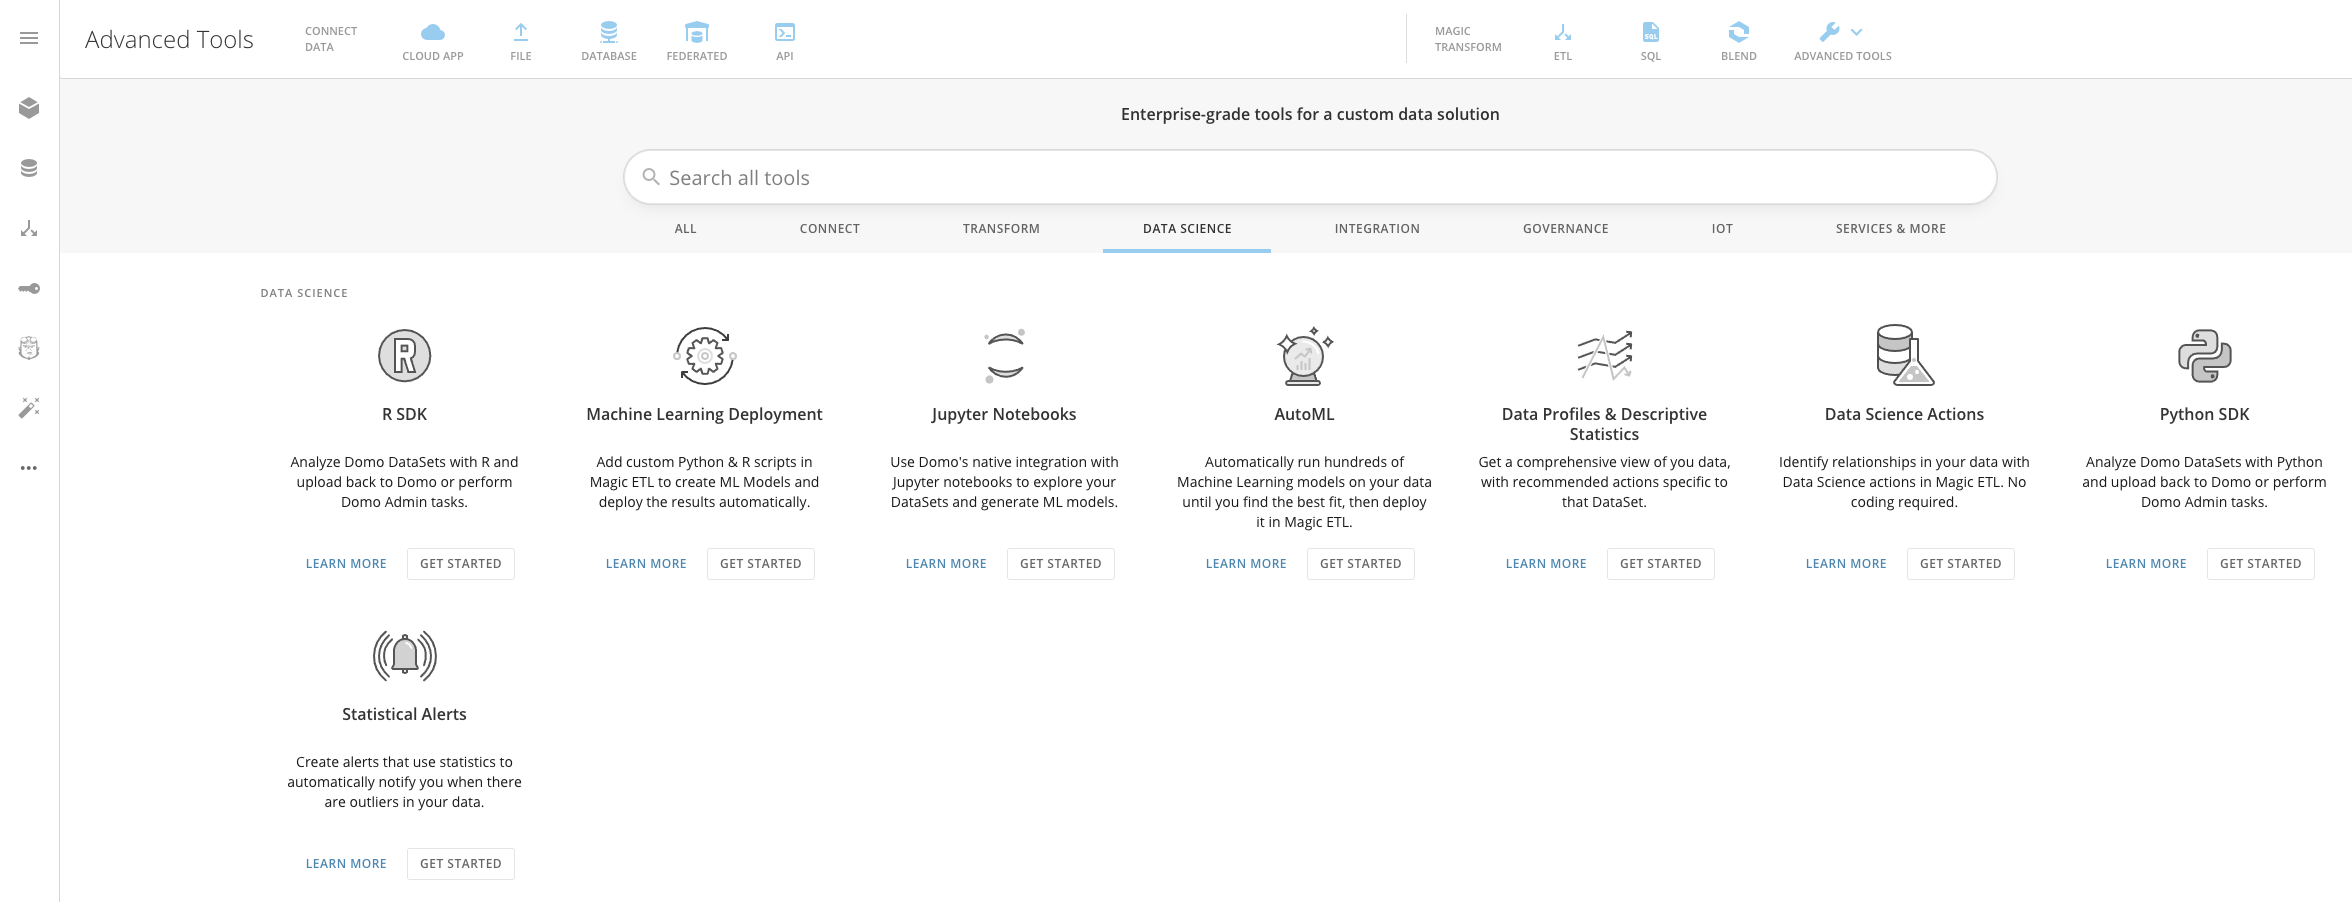 Advanced Tools
CONNECT
DATA
CLOUD APP
FILE
DATABASE
FEDERATED
API
MAGIC
TRANSFORM
ETL
SQL
SQL
BLEND
ADVANCED TOOLS
Enterprise-grade tools for a custom data solution
Search all tools
ALL
CONNECT
TRANSFORM
DATA SCIENCE
INTEGRATION
GOVERNANCE
IOT
SERVICES & MORE
DATA SCIENCE
R
R SDK
Analyze Domo DataSets with R and
upload back to Domo or perform
Domo Admin tasks.
LEARN MORE
GET STARTED
Machine Learning Deployment
Add custom Python & R scripts in
Magic ETL to create ML Models and
deploy the results automatically.
LEARN MORE
GET STARTED
Jupyter Notebooks
Use Domo's native integration with
Jupyter notebooks to explore your
DataSets and generate ML models.
LEARN MORE
GET STARTED
AutoML
Automatically run hundreds of
Machine Learning models on your data
until you find the best fit, then deploy
it in Magic ETL.
LEARN MORE
GET STARTED
Data Profiles & Descriptive
Statistics
Get a comprehensive view of you data,
with recommended actions specific to
that DataSet.
LEARN MORE
GET STARTED
Data Science Actions
Identify relationships in your data with
Data Science actions in Magic ETL. No
coding required.
LEARN MORE
GET STARTED
Python SDK
Analyze Domo DataSets with Python
and upload back to Domo or perform
Domo Admin tasks.
LEARN MORE
GET STARTED
Statistical Alerts
Create alerts that use statistics to
automatically notify you when there
are outliers in your data.
LEARN MORE
GET STARTED